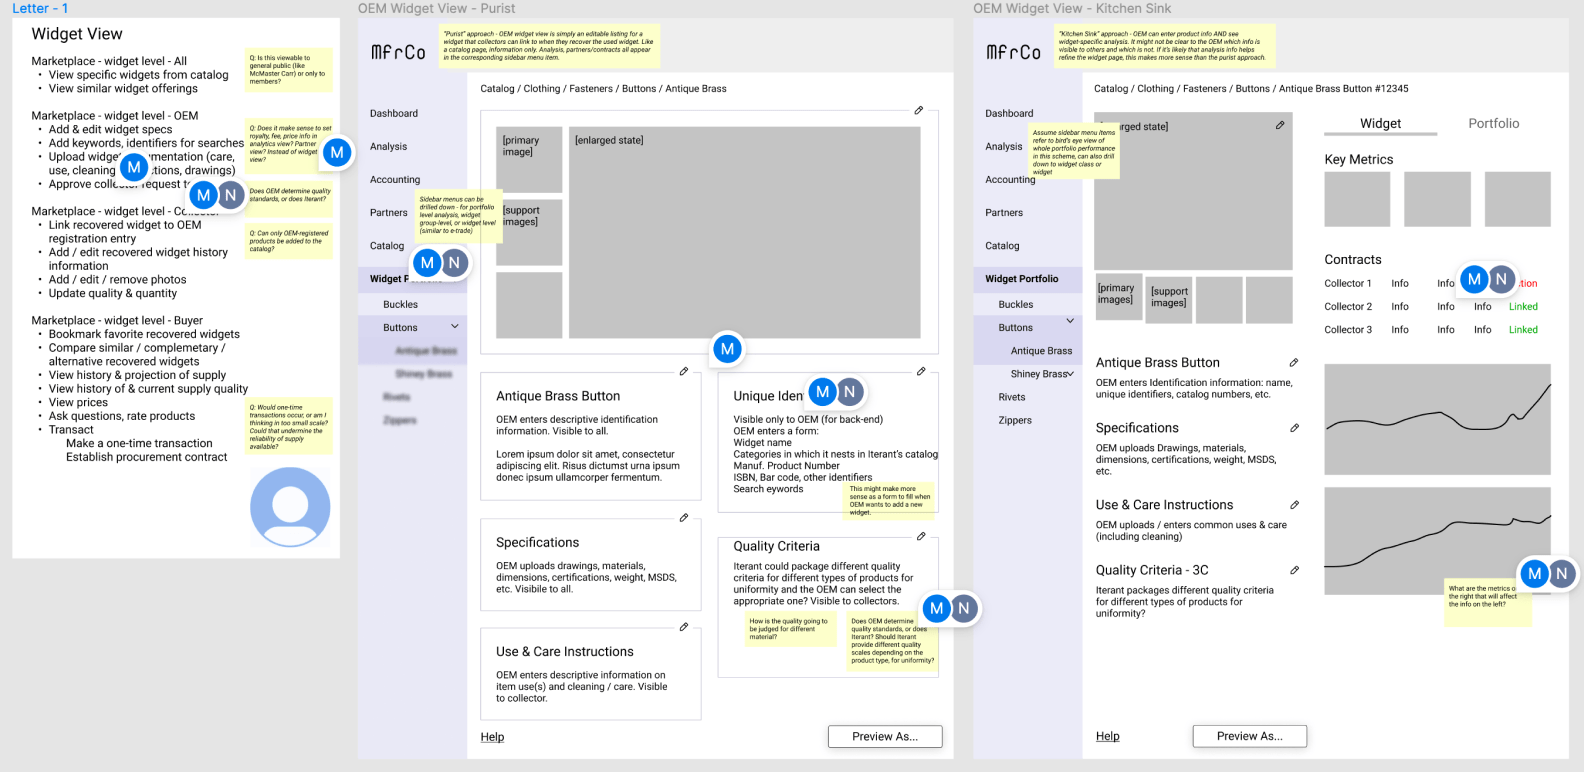 Letter - 1
Widget View
Marketplace - widget level - All
• View specific widgets from catalog
• View similar widget offerings
Q: Is this viewable to
general public (like
McMaster Carr) or only to
members?
Marketplace - widget level - OEM
• Add & edit widget specs
• Add keywords, identifiers for searches
• Upload widge umentation (care,
use, cleaning ctions, drawings)
• Approve colle equest t
Q: Does it make sense to set
royalty, fee, price info in
analytics view? Partner
view? Instead of widget
view?
M
M
M N
Does OEM determine quality
standards, or does Iterant?
Marketplace - widget level - Collector
• Link recovered widget to OEM
registration entry
• Add / edit recovered widget history
information
• Add / edit / remove photos
• Update quality & quantity
Q: Can only OEM-registered
products be added to the
catalog?
Marketplace - widget level - Buyer
• Bookmark favorite recovered widgets
• Compare similar / complemetary /
alternative recovered widgets
• View history & projection of supply
• View history of & current supply quality
• View prices
• Ask questions, rate products
• Transact
Make a one-time transaction
Establish procurement contract
Q: Would one-time
transactions occur, or am I
thinking in too small scale?
Could that undermine the
reliability of supply
available?
OEM Widget View - Purist
MfrCo
"Purist" approach - OEM widget view is simply an editable listing for a
widget that collectors can link to when they recover the used widget. Like
a catalog page, information only. Analysis, partners/contracts all appear
in the corresponding sidebar menu item.
Dashboard
Analysis
Accounting
Partners
Catalog
Widget P
Buckles
Buttons
Antique Brass
Shiney Brass
Rivets
Zippers
Sidebar menus can be
drilled down - for portfolio
level analysis, widget
group-level, or widget level
(similar to e-trade)
M N
Catalog / Clothing / Fasteners / Buttons / Antique Brass
[primary
image]
[support
images]
[enlarged state]
M
Antique Brass Button
OEM enters descriptive identification
information. Visible to all.
Lorem ipsum dolor sit amet, consectetur
adipiscing elit. Risus dictumst urna ipsum
donec ipsum ullamcorper fermentum.
Unique Iden
M N
Visible only to OEM (for back-end)
OEM enters a form:
Widget name
Categories in which it nests in Iterant's catalog
Manuf. Product Number
ISBN, Bar code, other identifiers
Search eywords
This might make more
sense as a form to fill when
OEM wants to add a new
widget.
Specifications
OEM uploads drawings, materials,
dimensions, certifications, weight, MSDS,
etc. Visibile to all.
Quality Criteria
Iterant could package different quality
criteria for different types of products for
uniformity and the OEM can select the
appropriate one? Visible to collectors.
M N
How is the quality going to
be judged for different
material?
Does OEM determine
quality standards, or does
Iterant? Should Iterant
provide different quality
scales depending on the
product type, for uniformity?
Use & Care Instructions
OEM enters descriptive information on
item use(s) and cleaning / care. Visible
to collector.
Help
Preview As...
OEM Widget View - Kitchen Sink
MfrCo
"Kitchen Sink" approach - OEM can enter product info AND see
widget-specific analysis. It might not be clear to the OEM which info is
visible to others and which is not. If it's likely that analysis info helps
refine the widget page, this makes more sense than the purist approach.
Dashboard
Analysis
Accounting
Partners
Catalog
Widget Portfolio
Buckles
Buttons
Antique Brass
Shiney Brass
Rivets
Zippers
Assume sidebar menu items
refer to bird's eye view of
whole portfolio performance
in this scheme, can also drill
down to widget class or
widget
Catalog / Clothing / Fasteners / Buttons / Antique Brass Button #12345
arged state]
[primary
images]
[support
images]
Antique Brass Button
OEM enters Identification information: name,
unique identifiers, catalog numbers, etc.
Specifications
OEM uploads Drawings, materials,
dimensions, certifications, weight, MSDS,
etc.
Use & Care Instructions
OEM uploads / enters common uses & care
(including cleaning)
Quality Criteria - 3C
Iterant packages different quality criteria
for different types of products for
uniformity?
Widget Portfolio
Key Metrics
Contracts
Collector 1 Info Info tion
Collector 2 Info Info Info Linked
Collector 3 Info Info Info Linked
M N
What are the metrics o
the right that will affect
the info on the left?
M N
Help
Preview As...